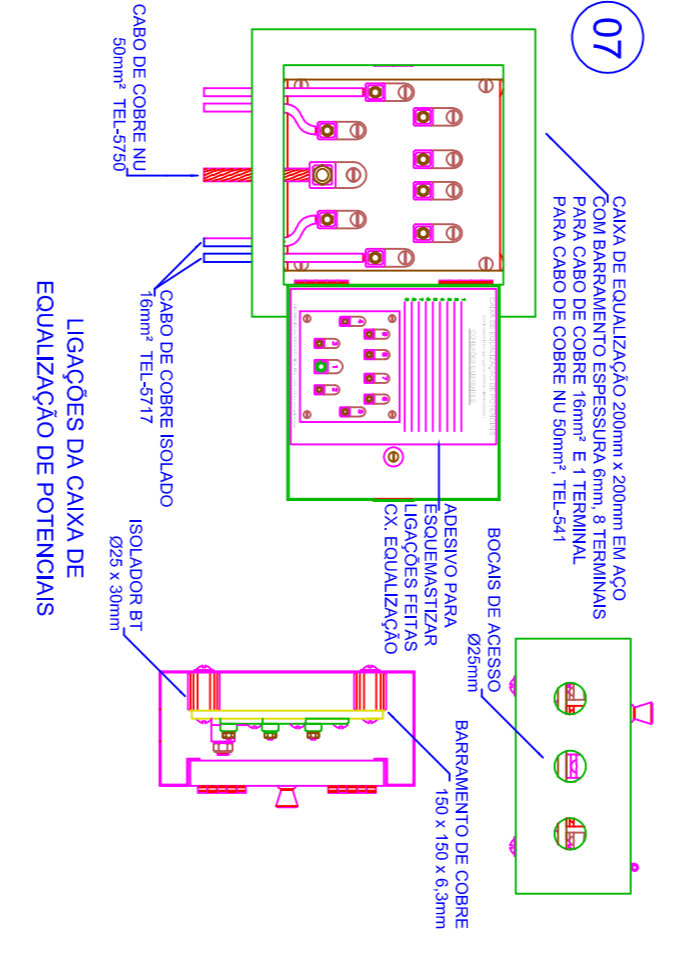 07
CAIXA DE EQUALIZAÇÃO 200mm x 200mm EM AÇO
COM BARRAMENTO ESPESSURA 6mm, 8 TERMINAIS
PARA CABO DE COBRE 16mm² E 1 TERMINAL
PARA CABO DE COBRE NU 50mm², TEL-541
CABO DE COBRE NU
50mm² TEL-5750
CABO DE COBRE ISOLADO
16mm² TEL-5717
ADESIVO PARA
ESQUEMASTIZAR
LIGAÇÕES FEITAS
CX. EQUALIZAÇÃO
BOCAIS DE ACESSO
Ø25mm
ISOLADOR BT
Ø25 x 30mm
BARRAMENTO DE COBRE
150 x 150 x 6,3mm
LIGAÇÕES DA CAIXA DE
EQUALIZAÇÃO DE POTENCIAIS